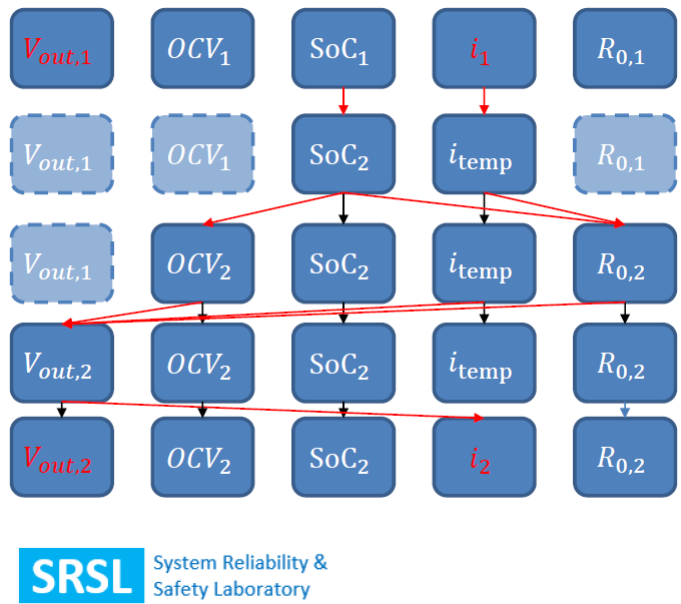 V_out,1 OCV_1 SoC_1 i_1 R_0,1
V_out,1 OCV_1 SoC_2 i_temp R_0,1
V_out,1 OCV_2 SoC_2 i_temp R_0,2
V_out,2 OCV_2 SoC_2 i_temp R_0,2
V_out,2 OCV_2 SoC_2 i_2 R_0,2
SRSL
System Reliability &
Safety Laboratory